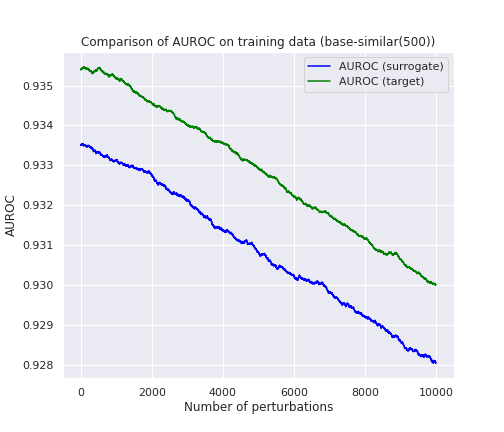 Comparison of AUROC on training data (base-similar(500))
AUROC (surrogate)
AUROC (target)
AUROC
0.935
0.934
0.933
0.932
0.931
0.930
0.929
0.928
0 2000 4000 6000 8000 10000
Number of perturbations